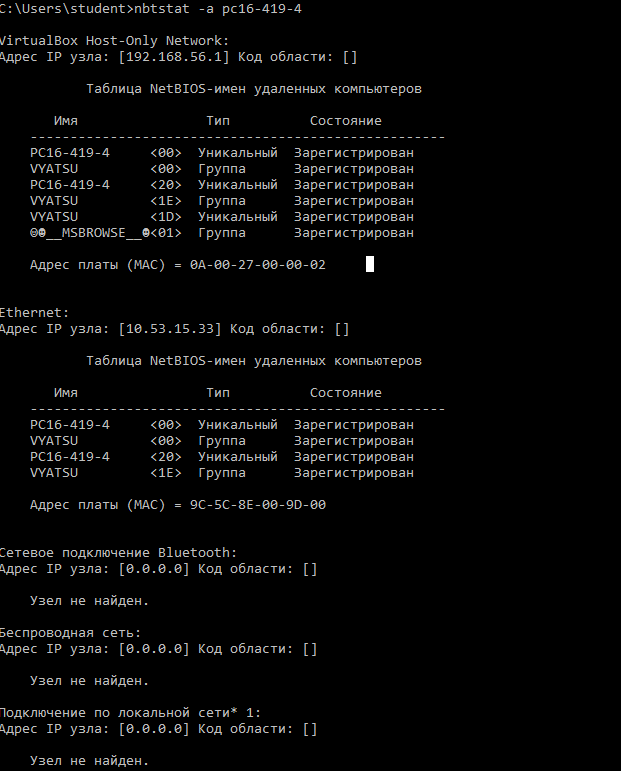 C:\Users\student>nbtstat -a pc16-419-4
VirtualBox Host-Only Network:
Адрес IP узла: [192.168.56.1] Код области: []
Таблица NetBIOS-имен удаленных компьютеров
Имя Тип Состояние
----------------------------------------------------
PC16-419-4 <00> Уникальный Зарегистрирован
VYATSU <00> Группа Зарегистрирован
PC16-419-4 <20> Уникальный Зарегистрирован
VYATSU <1E> Группа Зарегистрирован
VYATSU <1D> Уникальный Зарегистрирован
☺☻__MSBROWSE__☻<01> Группа Зарегистрирован
Адрес платы (MAC) = 0A-00-27-00-00-02
Ethernet:
Адрес IP узла: [10.53.15.33] Код области: []
Таблица NetBIOS-имен удаленных компьютеров
Имя Тип Состояние
----------------------------------------------------
PC16-419-4 <00> Уникальный Зарегистрирован
VYATSU <00> Группа Зарегистрирован
PC16-419-4 <20> Уникальный Зарегистрирован
VYATSU <1E> Группа Зарегистрирован
Адрес платы (MAC) = 9C-5C-8E-00-9D-00
Сетевое подключение Bluetooth:
Адрес IP узла: [0.0.0.0] Код области: []
Узел не найден.
Беспроводная сеть:
Адрес IP узла: [0.0.0.0] Код области: []
Узел не найден.
Подключение по локальной сети* 1:
Адрес IP узла: [0.0.0.0] Код области: []
Узел не найден.